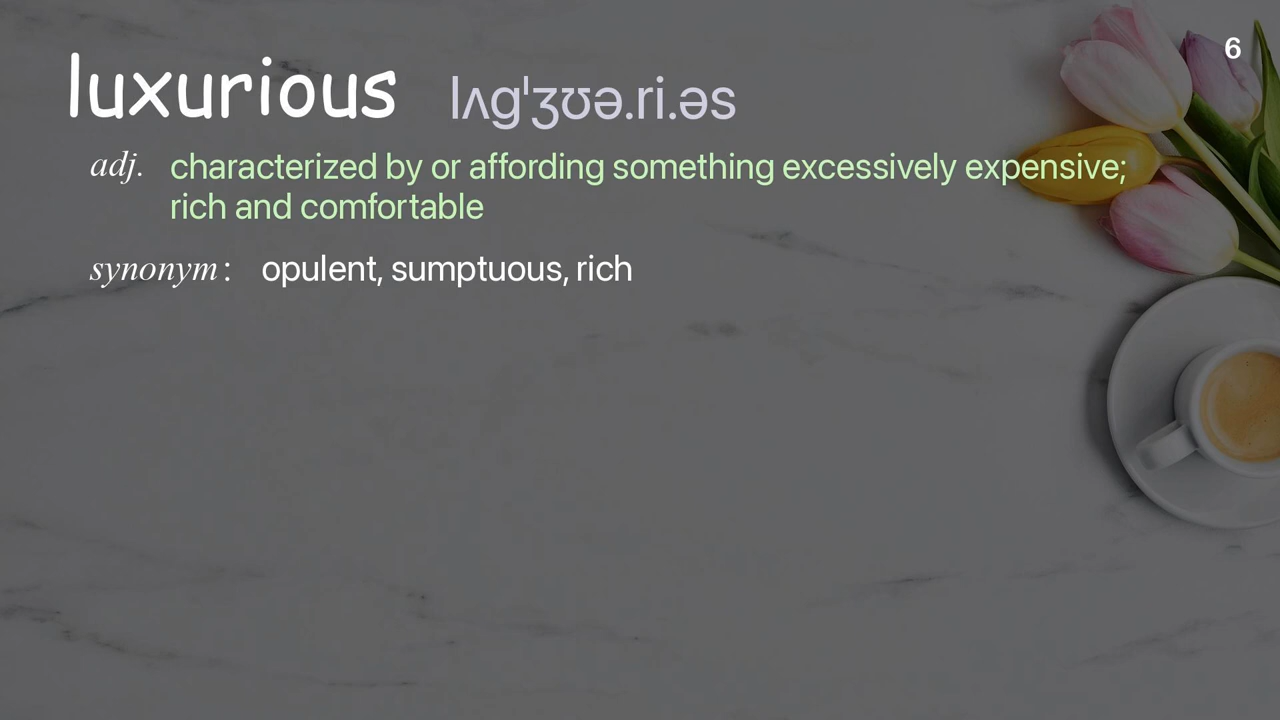 6
luxurious lʌgˈʒʊə.ri.əs
adj. characterized by or affording something excessively expensive;
rich and comfortable
synonym: opulent, sumptuous, rich